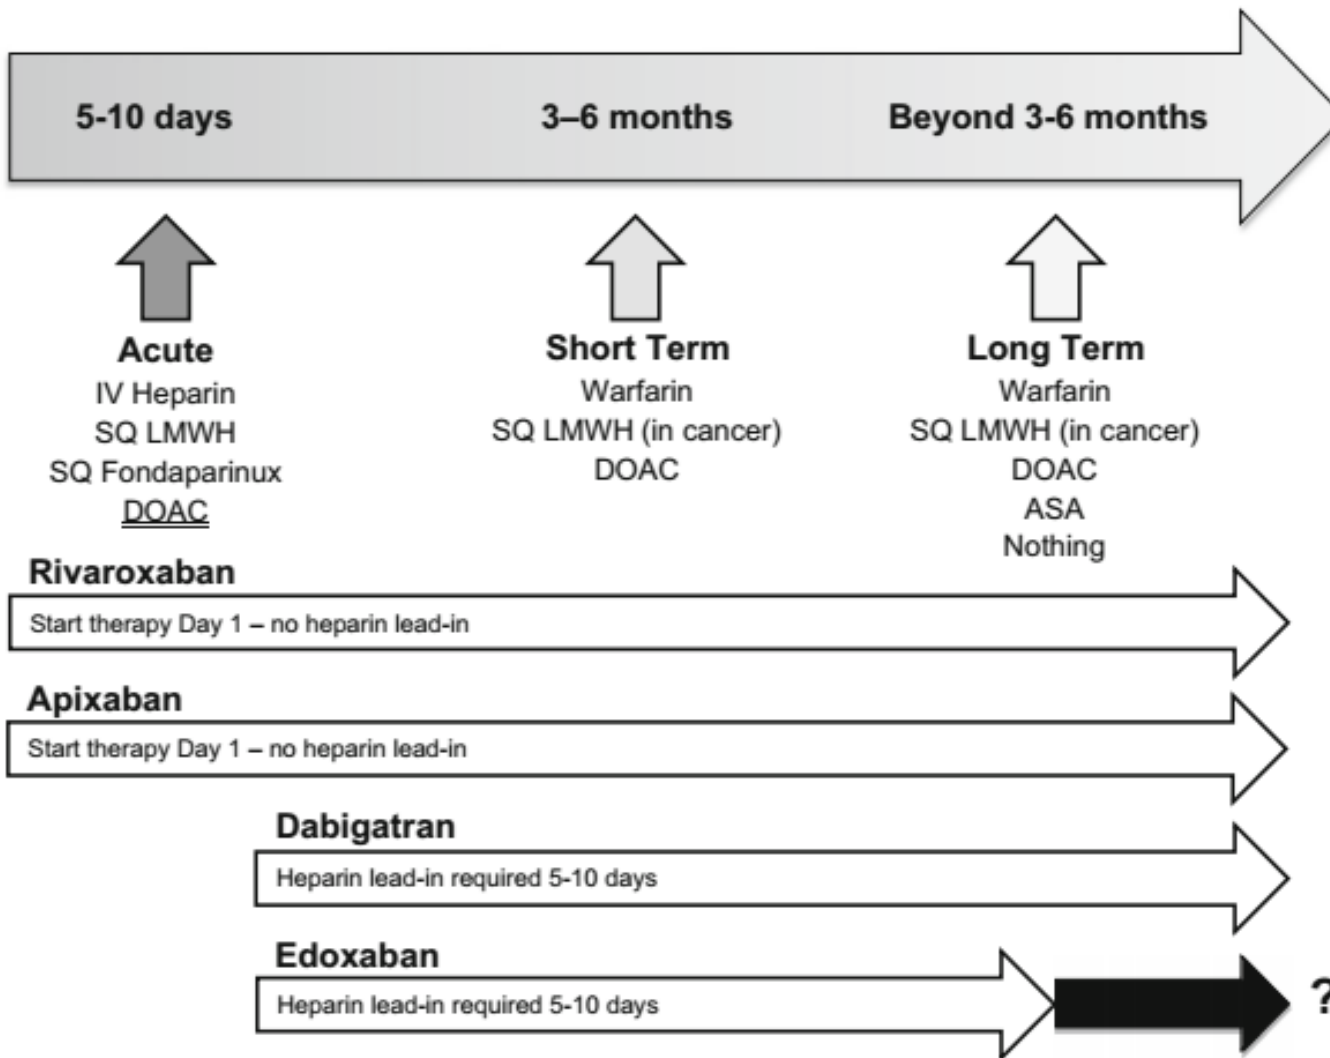 5-10 days
3–6 months
Beyond 3-6 months
Acute
IV Heparin
SQ LMWH
SQ Fondaparinux
DOAC
Short Term
Warfarin
SQ LMWH (in cancer)
DOAC
Long Term
Warfarin
SQ LMWH (in cancer)
DOAC
ASA
Nothing
Rivaroxaban
Start therapy Day 1 – no heparin lead-in
Apixaban
Start therapy Day 1 – no heparin lead-in
Dabigatran
Heparin lead-in required 5-10 days
Edoxaban
Heparin lead-in required 5-10 days
?